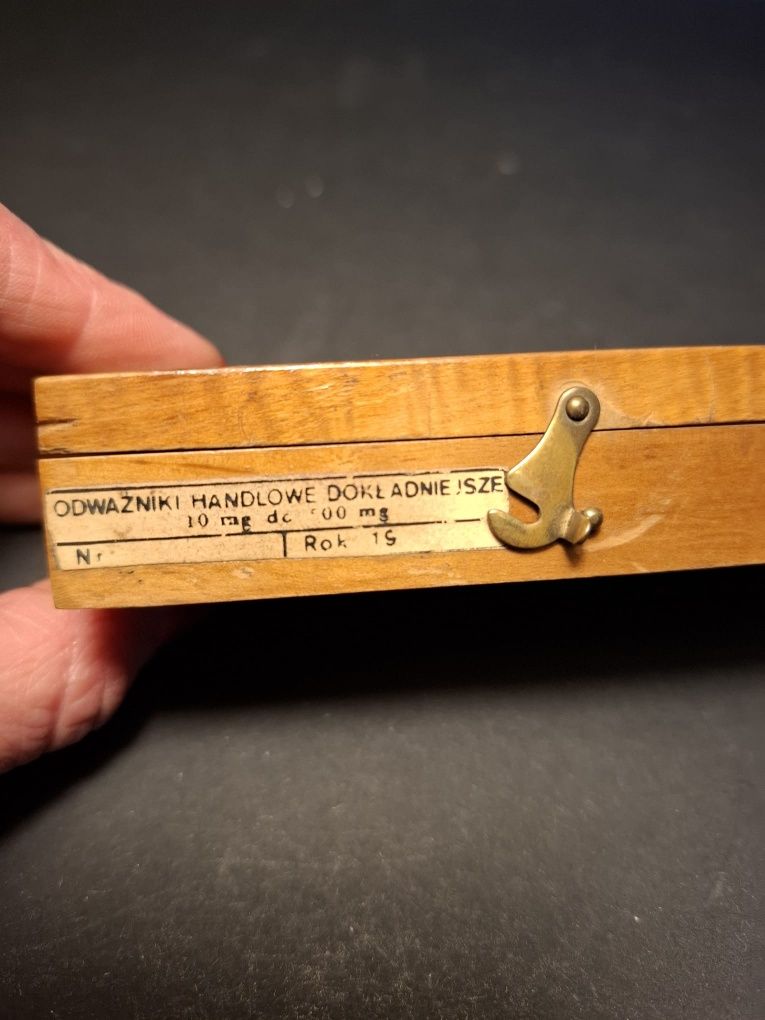 ODWAŻNIKI HANDLOWE DOKŁADNIEJSZE
10 mg do mg
Nr
Rok 19